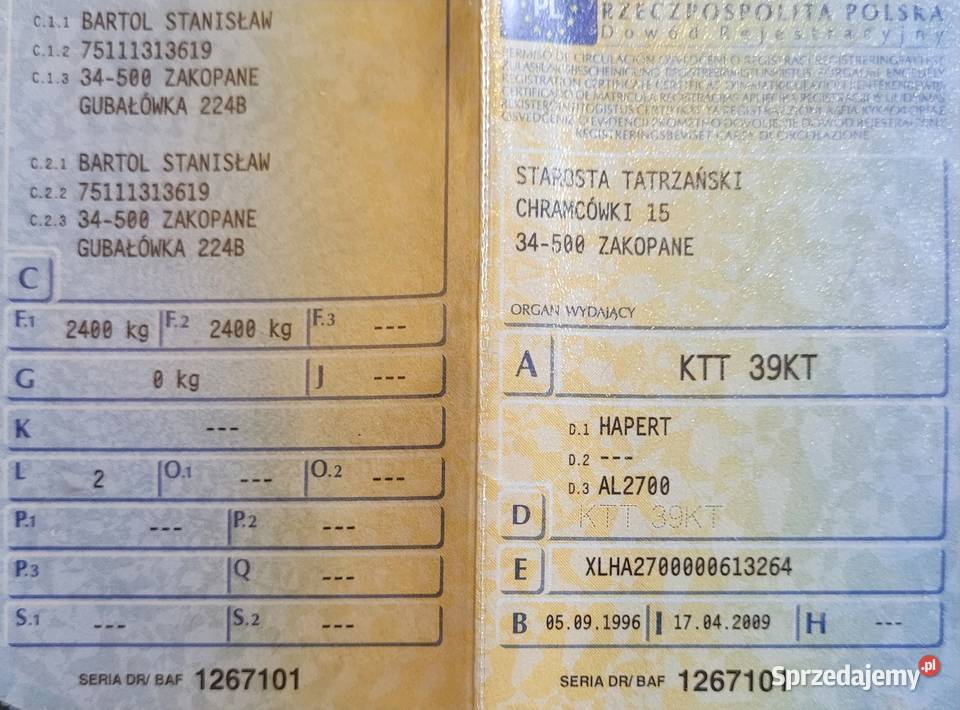 C.1.1 BARTOL STANISŁAW
C.1.2 75111313619
C.1.3 34-500 ZAKOPANE
GUBAŁÓWKA 224B
C.2.1 BARTOL STANISŁAW
C.2.2 75111313619
C.2.3 34-500 ZAKOPANE
GUBAŁÓWKA 224B
C
F.1 2400 kg F.2 2400 kg F.3 ---
G 0 kg J ---
K ---
L 2 O.1 --- O.2 ---
P.1 --- P.2 ---
P.3 Q ---
S.1 --- S.2 ---
SERIA DR/ BAF 1267101
PL RZECZPOSPOLITA POLSKA
Dowód Rejestracyjny
STAROSTA TATRZAŃSKI
CHRAMCÓWKI 15
34-500 ZAKOPANE
ORGAN WYDAJĄCY
A KTT 39KT
D.1 HAPERT
D.2 ---
D.3 AL2700
D KTT 39KT
E XLHA2700000613264
B 05.09.1996 I 17.04.2009 H ---
SERIA DR/ BAF 1267101
Sprzedajemy.pl